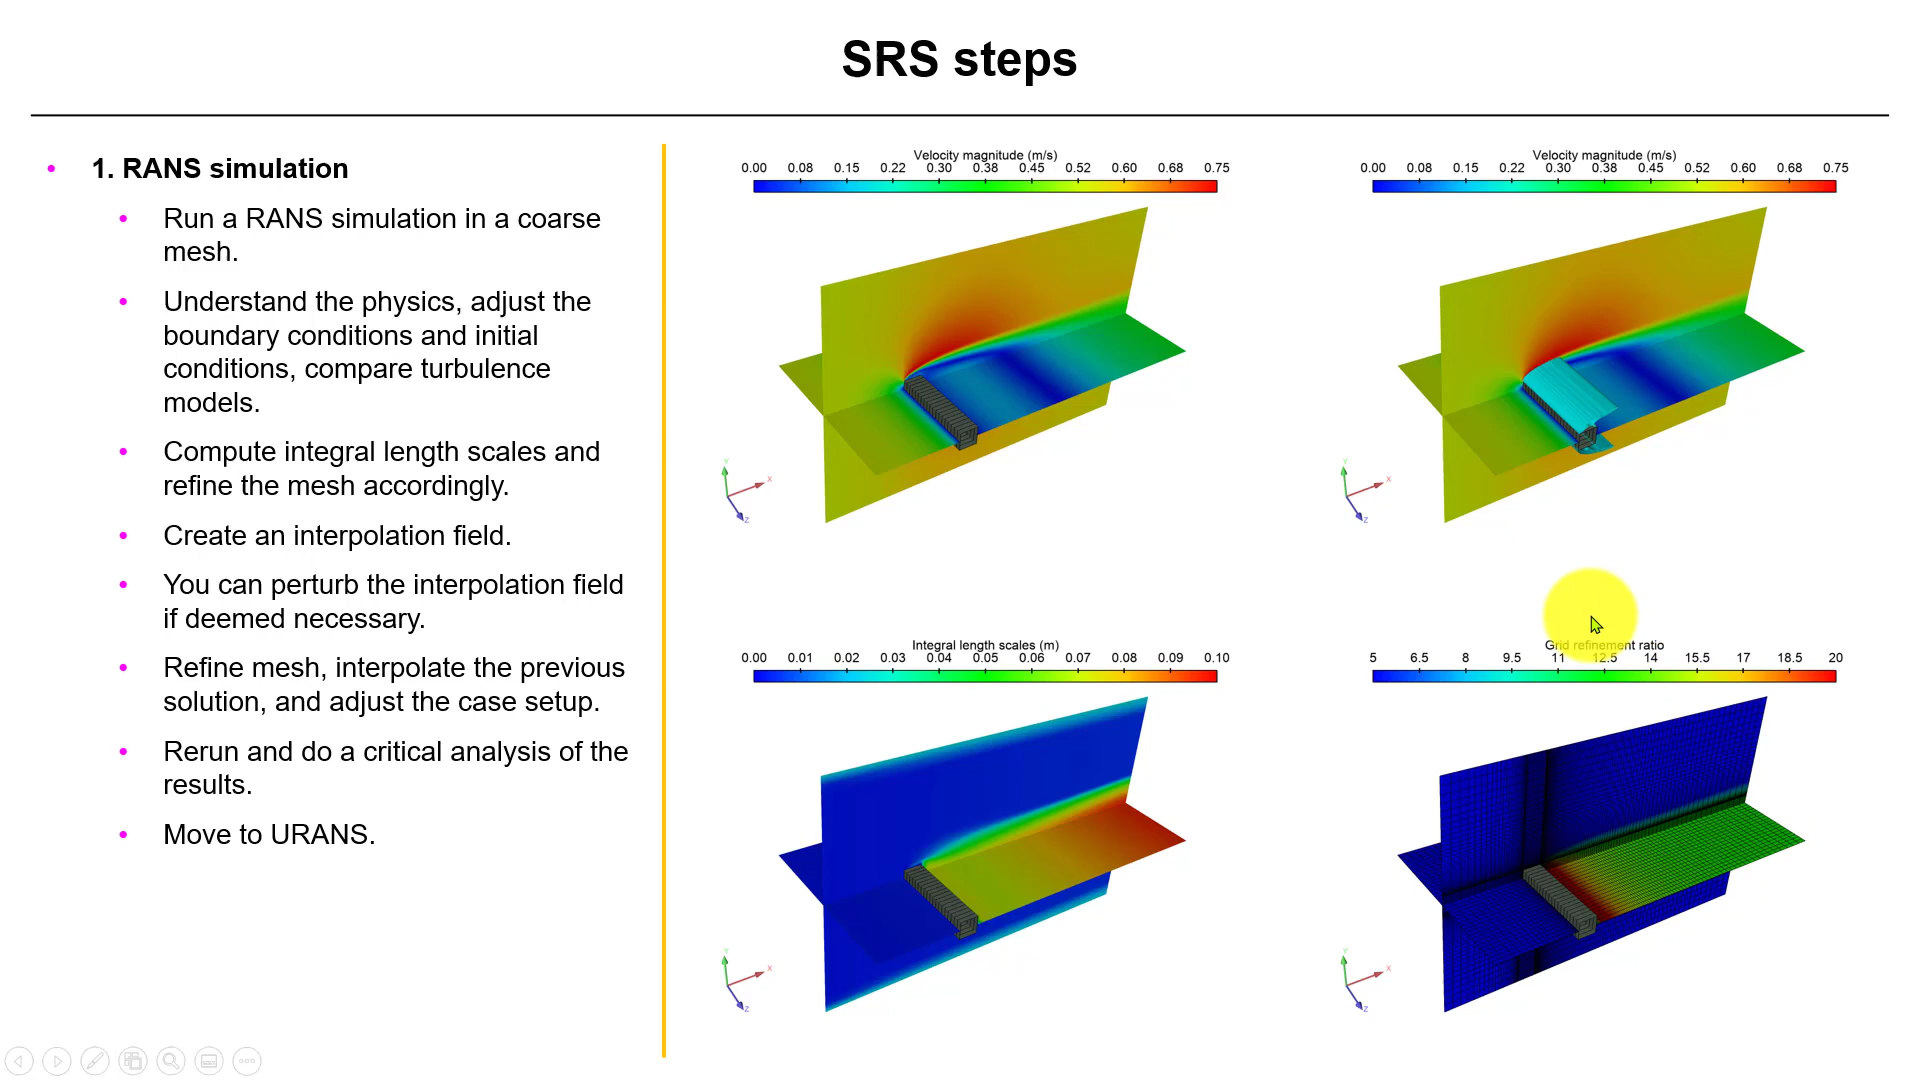 SRS steps
1. RANS simulation
Run a RANS simulation in a coarse
mesh.
Understand the physics, adjust the
boundary conditions and initial
conditions, compare turbulence
models.
Compute integral length scales and
refine the mesh accordingly.
Create an interpolation field.
You can perturb the interpolation field
if deemed necessary.
Refine mesh, interpolate the previous
solution, and adjust the case setup.
Rerun and do a critical analysis of the
results.
Move to URANS.
Velocity magnitude (m/s)
0.00 0.08 0.15 0.22 0.30 0.38 0.45 0.52 0.60 0.68 0.75
Y
X
Z
Velocity magnitude (m/s)
0.00 0.08 0.15 0.22 0.30 0.38 0.45 0.52 0.60 0.68 0.75
Y
X
Z
Integral length scales (m)
0.00 0.01 0.02 0.03 0.04 0.05 0.06 0.07 0.08 0.09 0.10
Y
X
Z
Grid refinement ratio
5 6.5 8 9.5 11 12.5 14 15.5 17 18.5 20
Y
X
Z